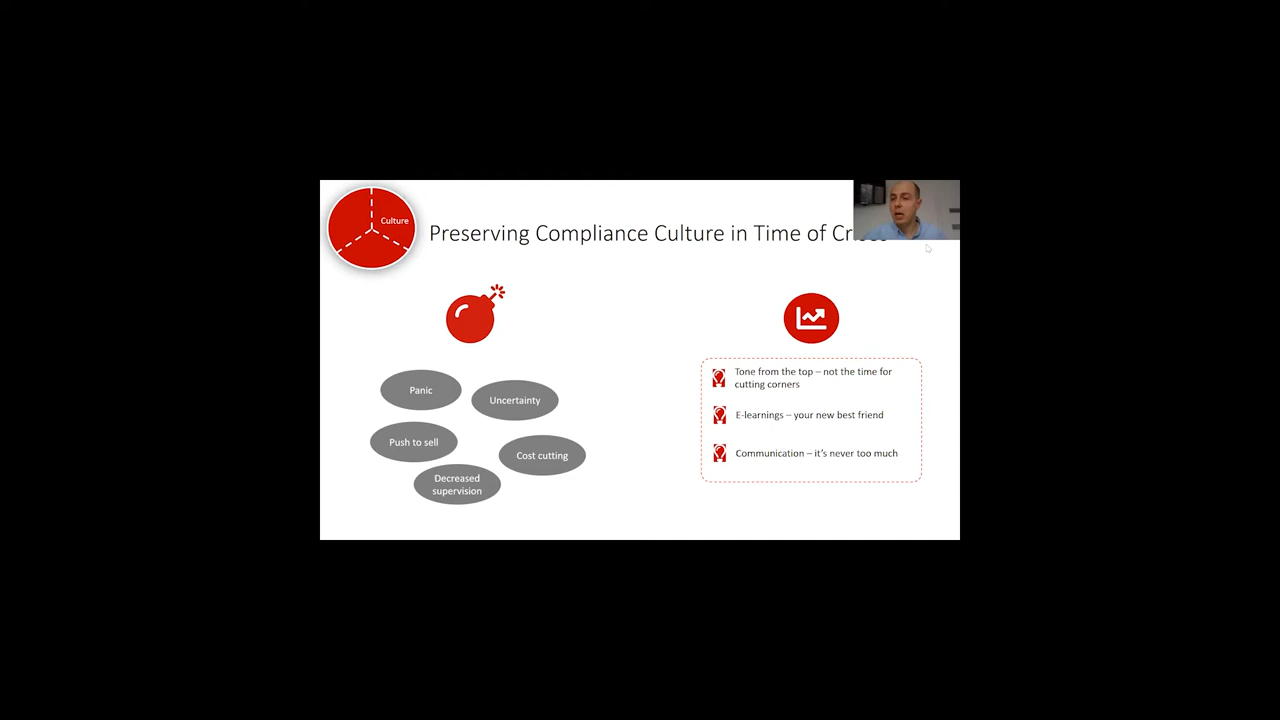 Culture
Preserving Compliance Culture in Time of
Panic
Uncertainty
Push to sell
Cost cutting
Decreased
supervision
Tone from the top – not the time for
cutting corners
E-learnings – your new best friend
Communication – it's never too much